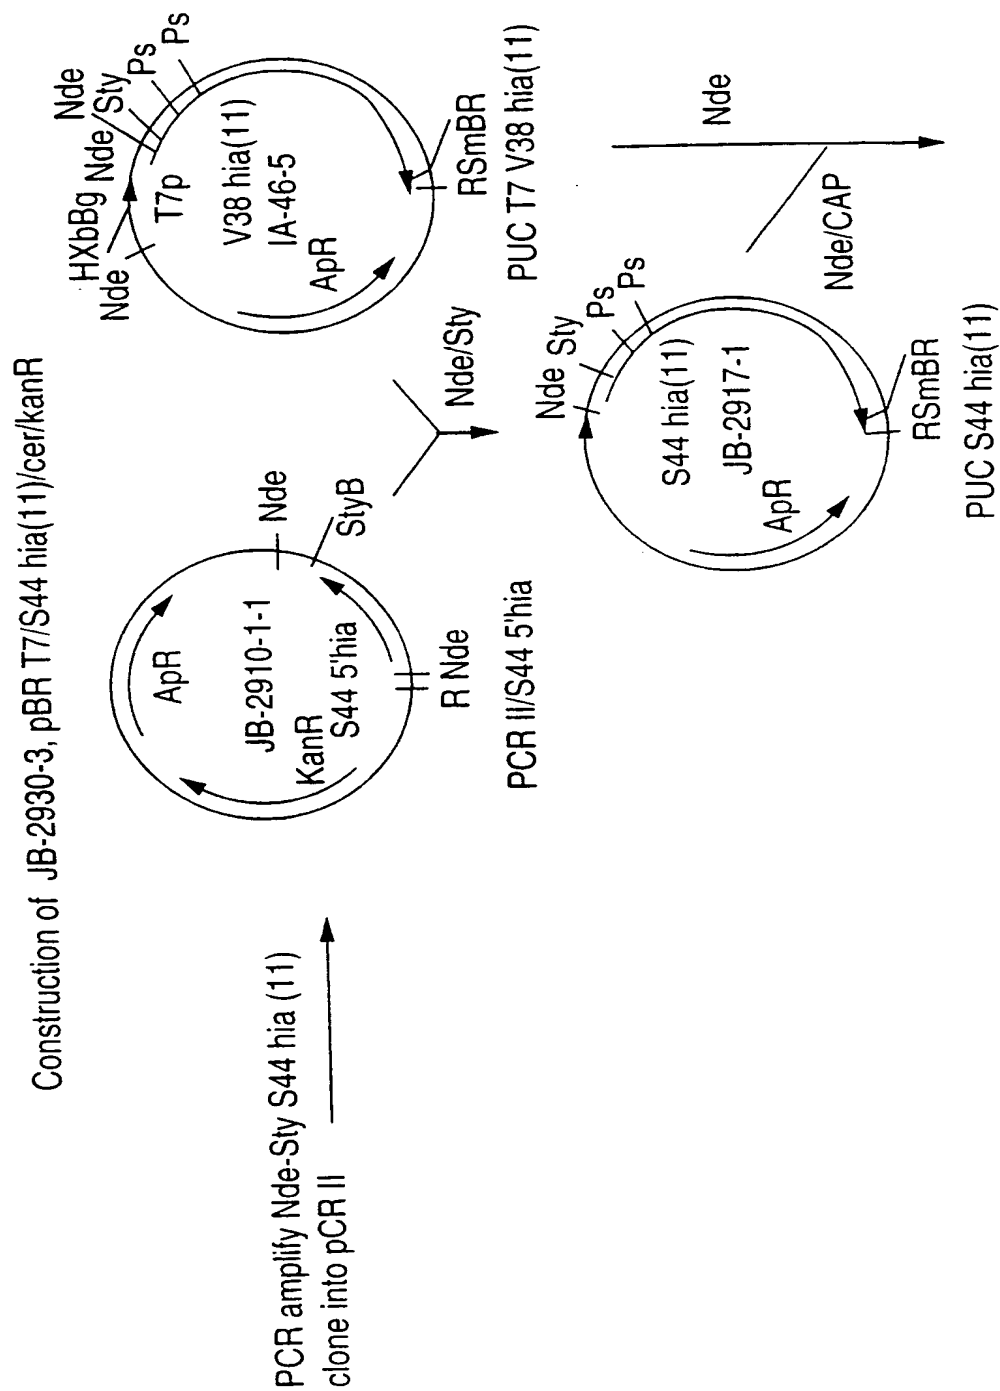 Construction of JB-2930-3, pBR T7/S44 hia(11)/cer/kanR
PCR amplify Nde-Sty S44 hia (11)
clone into pCR II
ApR
JB-2910-1-1
KanR
S44 5'hia
Nde
StyB
R Nde
PCR II/S44 5'hia
Nde
HXbBg
Nde
Nde
Sty
Ps
Ps
T7p
V38 hia(11)
IA-46-5
ApR
RSmBR
PUC T7 V38 hia(11)
Nde/Sty
Nde
Sty
Ps
Ps
S44 hia(11)
JB-2917-1
ApR
RSmBR
PUC S44 hia(11)
Nde/CAP
Nde